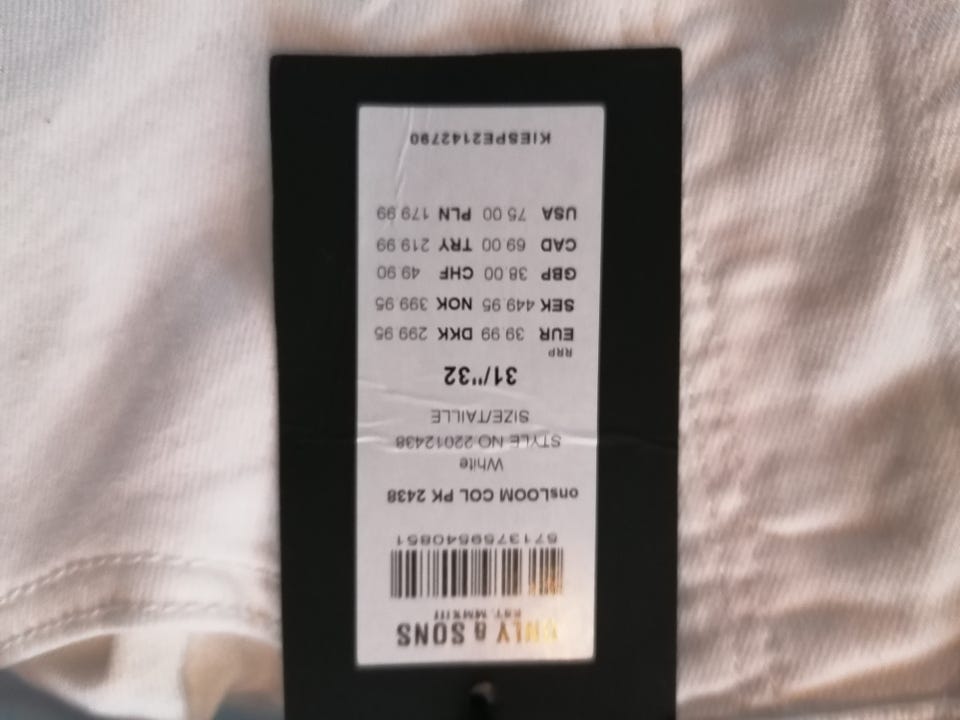 ONLY & SONS
EST. MMXIII
5713759540851
onsLOOM COL PK 2438
White
STYLE NO.22012438
SIZE/TAILLE
31/"32
RRP
EUR 39 99 DKK 299 95
SEK 449 95 NOK 399 95
GBP 38.00 CHF 49 90
CAD 69 00 TRY 219 99
USA 75.00 PLN 179 99
KIESPE2142790